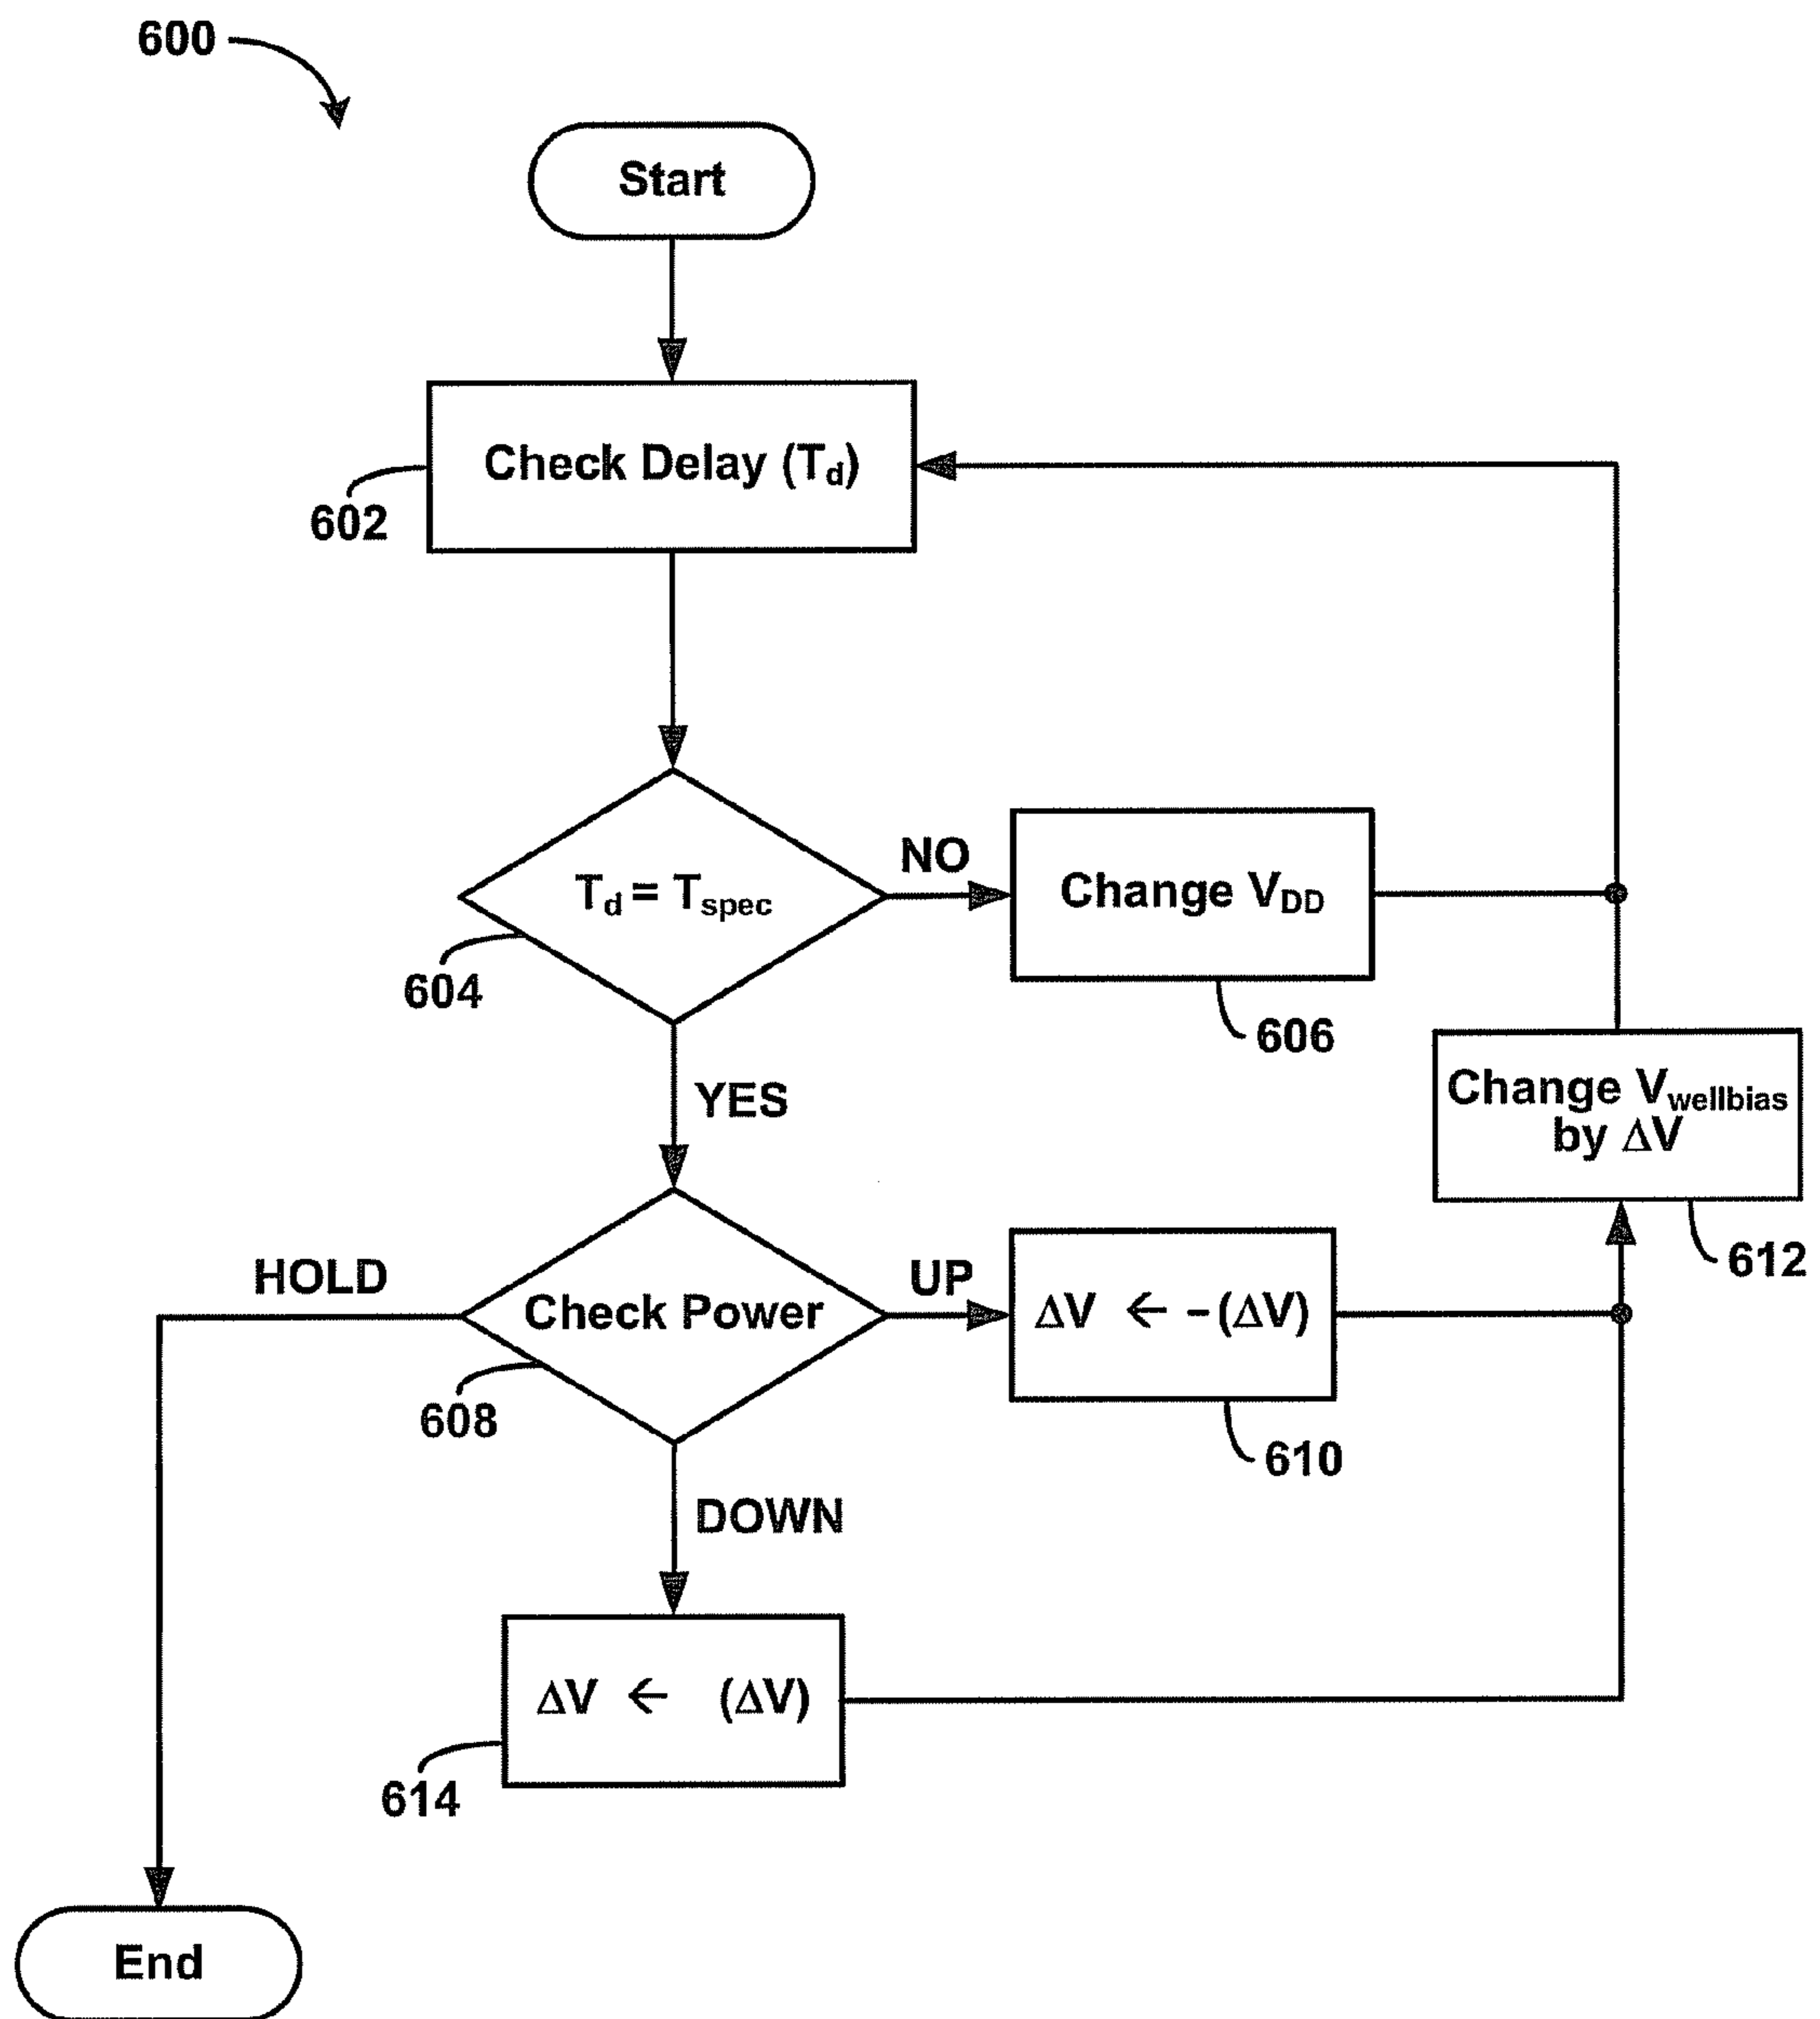 600
Start
Check Delay (Td)
602
Td = Tspec
604
NO
Change VDD
606
YES
Change Vwellbias
by ΔV
612
HOLD
Check Power
608
UP
ΔV ← -(ΔV)
610
DOWN
ΔV ← (ΔV)
614
End